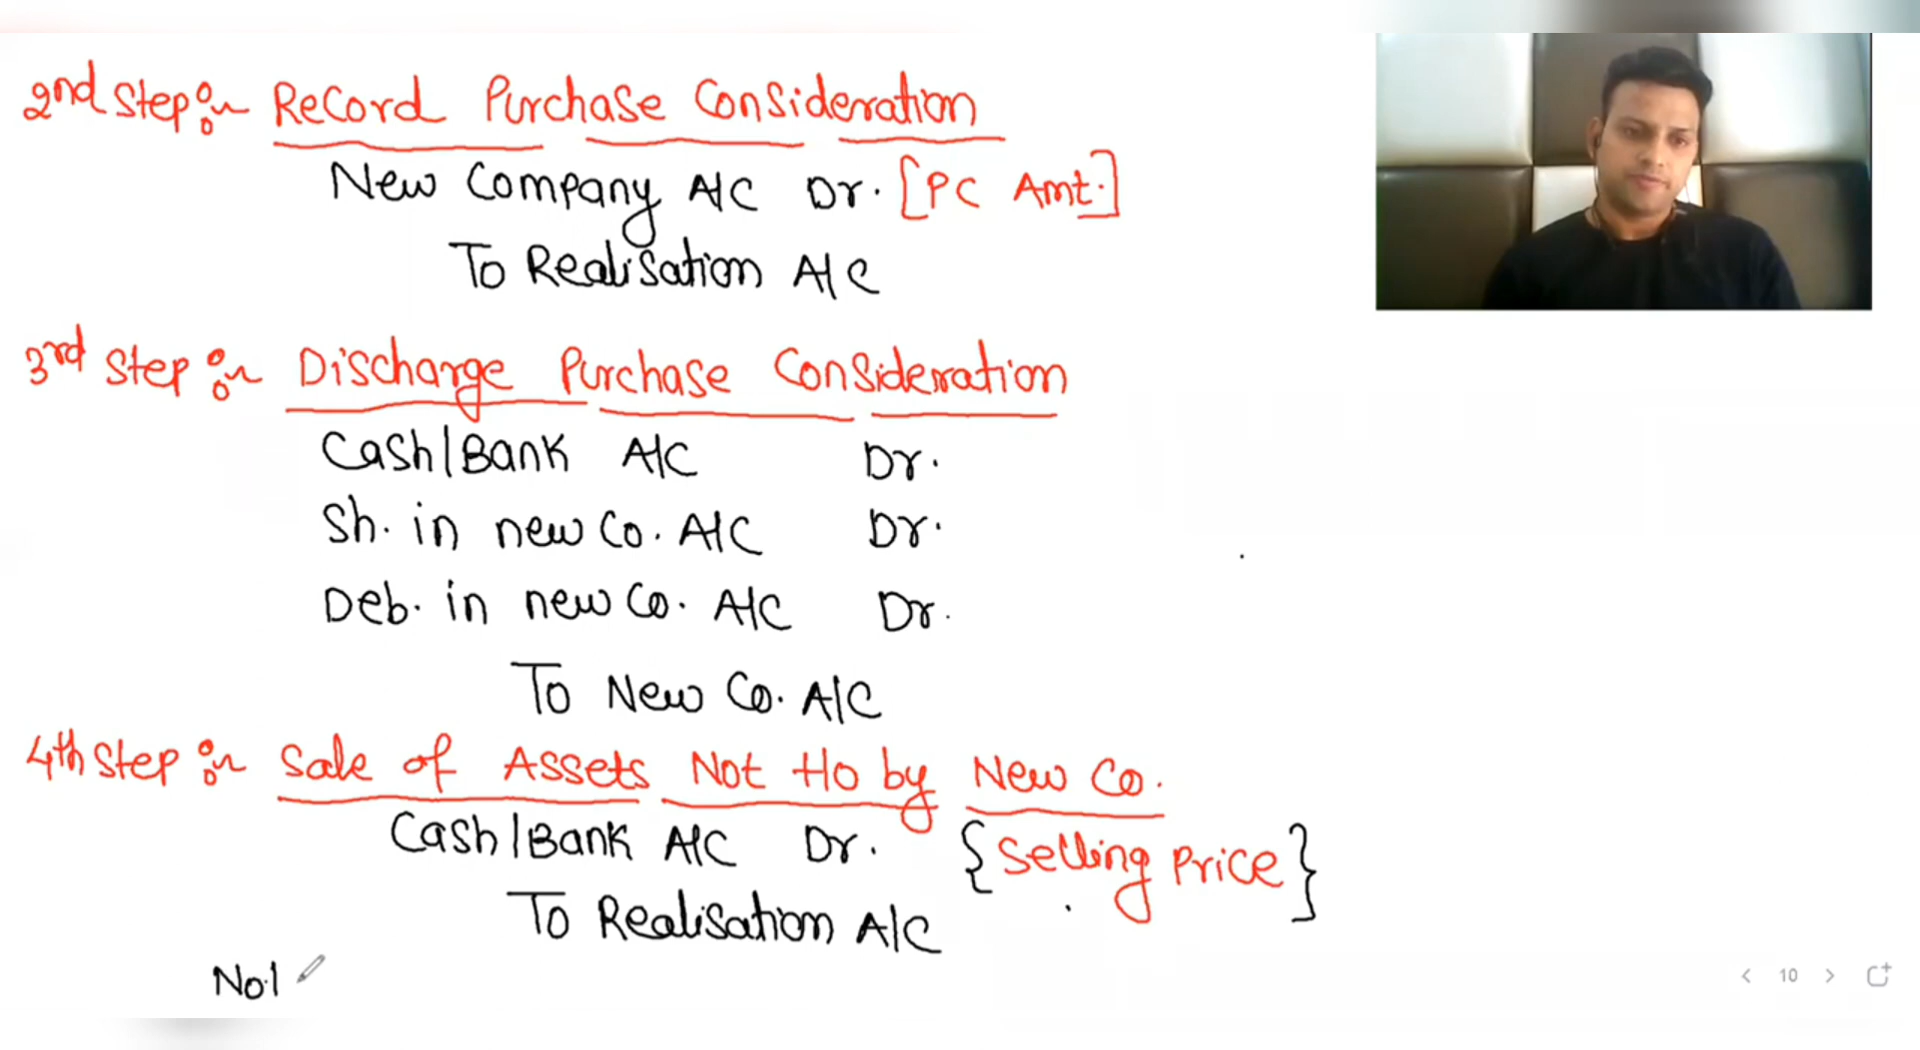 2nd Step:- Record Purchase Consideration
New Company A/C Dr. [PC Amt.]
To Realisation A/C
3rd Step:- Discharge Purchase Consideration
Cash/Bank A/C Dr.
Sh. in new Co. A/C Dr.
Deb. in new Co. A/C Dr.
To New Co. A/C
4th Step:- Sale of Assets Not t/o by New Co.
Cash/Bank A/C Dr. {Selling Price}
To Realisation A/C
No.1
< 10 >